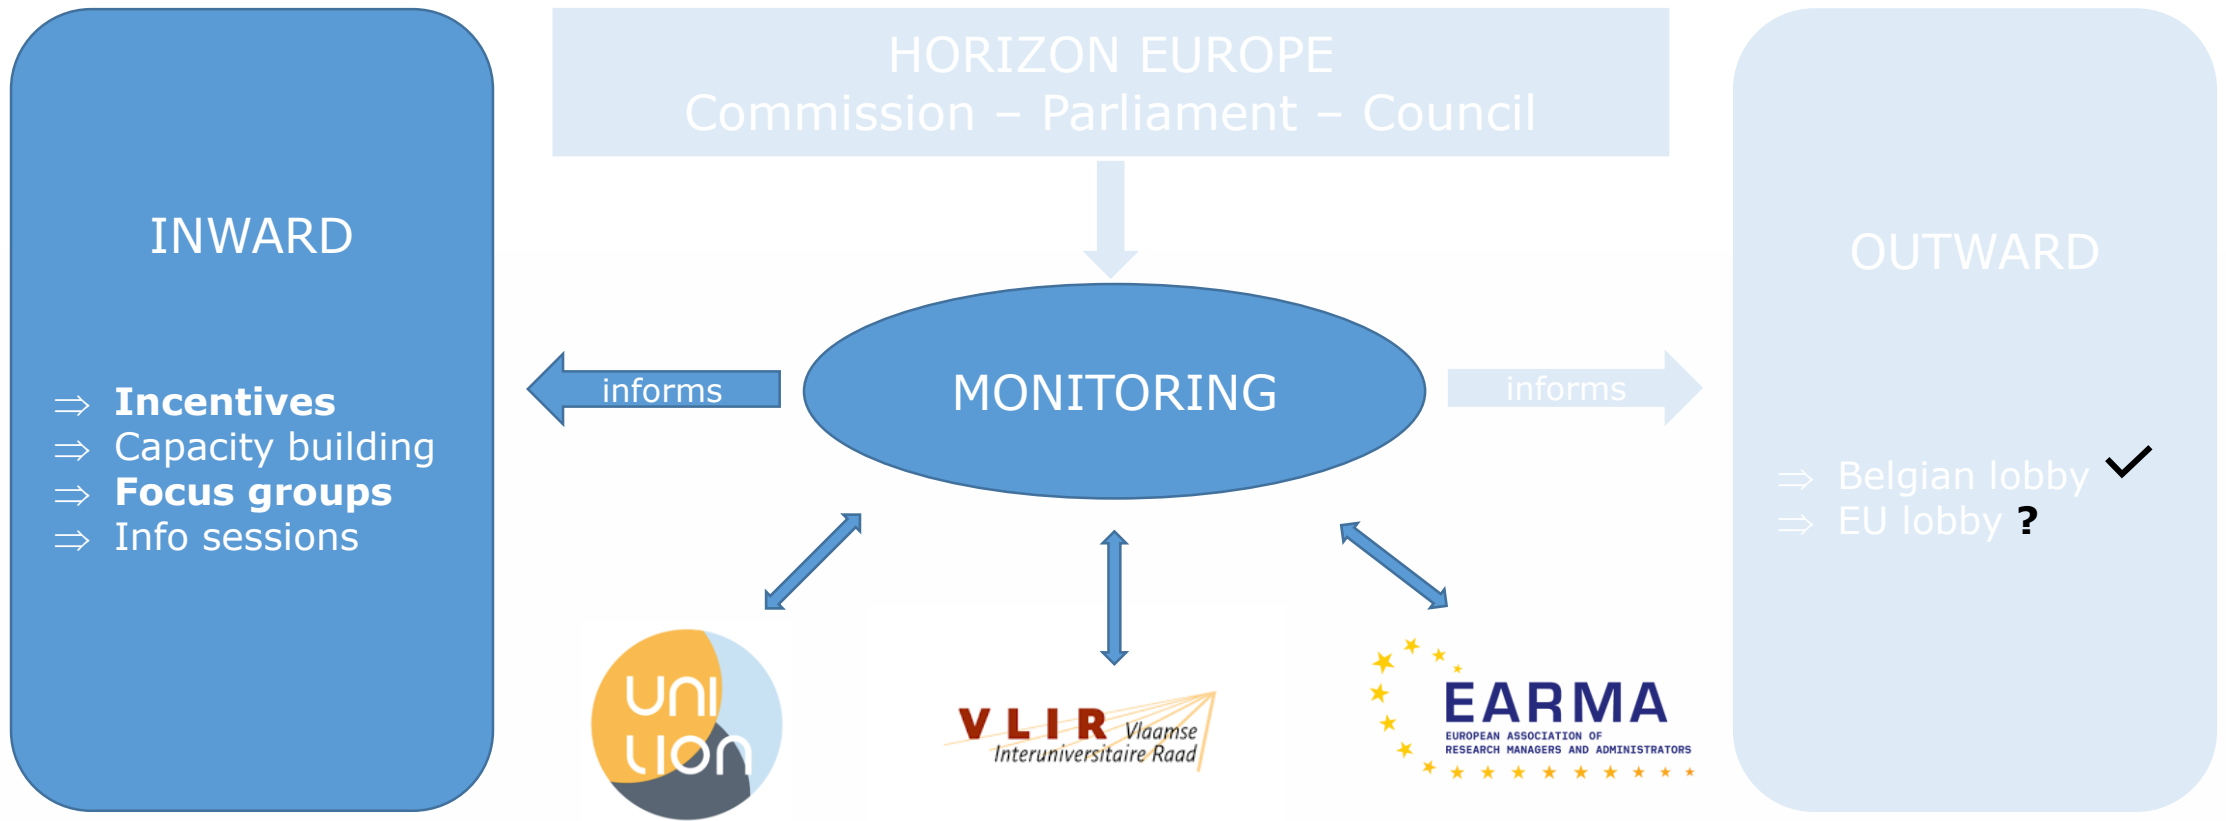 HORIZON EUROPE
Commission – Parliament – Council
INWARD
⇒ Incentives
⇒ Capacity building
⇒ Focus groups
⇒ Info sessions
informs
MONITORING
informs
OUTWARD
⇒ Belgian lobby ✓
⇒ EU lobby ?
UNI
LION
VLIR Vlaamse
Interuniversitaire Raad
EARMA
EUROPEAN ASSOCIATION OF
RESEARCH MANAGERS AND ADMINISTRATORS